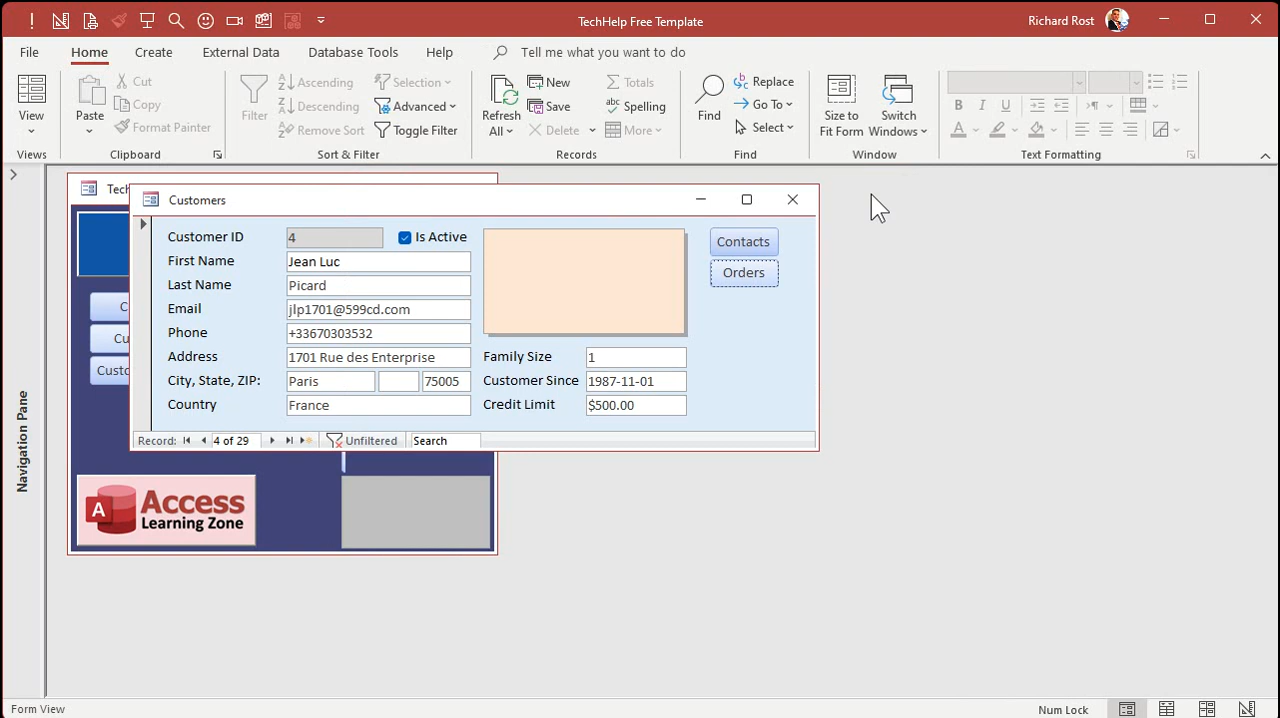 TechHelp Free Template
Richard Rost
File Home Create External Data Database Tools Help Tell me what you want to do
View
Views
Paste
Cut
Copy
Format Painter
Clipboard
Filter
Ascending
Descending
Remove Sort
Selection
Advanced
Toggle Filter
Sort & Filter
Refresh
All
New
Save
Delete
Totals
Spelling
More
Records
Find
Replace
Go To
Select
Find
Size to
Fit Form
Switch
Windows
Window
B I U
A
Text Formatting
Navigation Pane
Tech
C
Cu
Custo
Customers
Customer ID 4 Is Active
First Name Jean Luc
Last Name Picard
Email jlp1701@599cd.com
Phone +33670303532
Address 1701 Rue des Enterprise
City, State, ZIP: Paris 75005
Country France
Family Size 1
Customer Since 1987-11-01
Credit Limit $500.00
Contacts
Orders
Record: 4 of 29 Unfiltered Search
A Access
Learning Zone
Form View
Num Lock